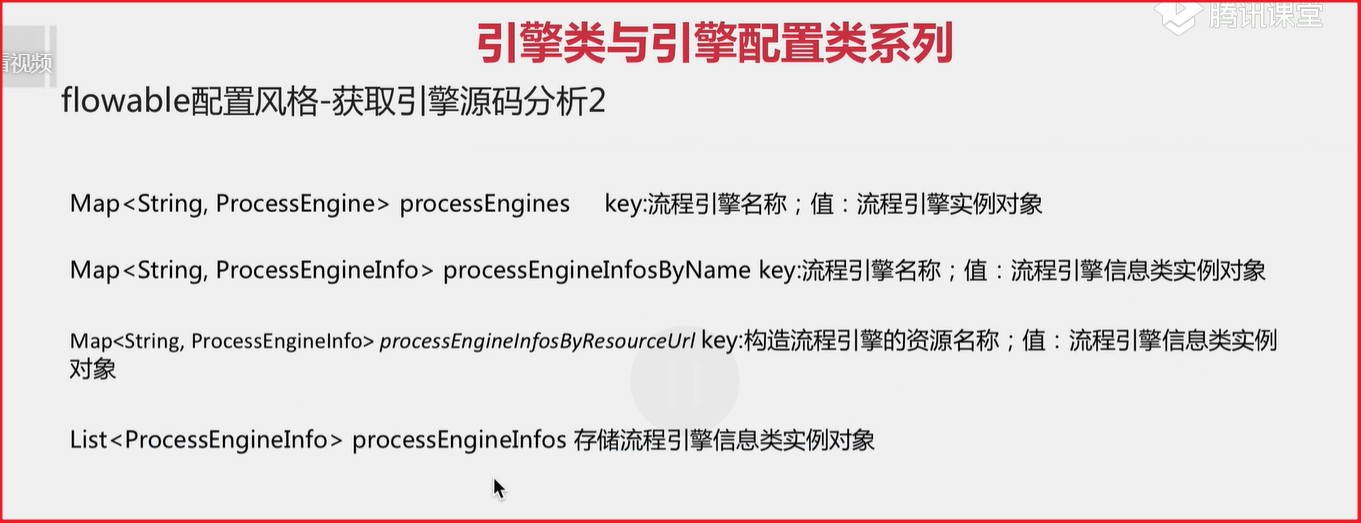 腾讯课堂
引擎类与引擎配置类系列
看视频
flowable配置风格-获取引擎源码分析2
Map<String, ProcessEngine> processEngines key:流程引擎名称；值：流程引擎实例对象
Map<String, ProcessEngineInfo> processEngineInfosByName key:流程引擎名称；值：流程引擎信息类实例对象
Map<String, ProcessEngineInfo> processEngineInfosByResourceUrl key:构造流程引擎的资源名称；值：流程引擎信息类实例
对象
List<ProcessEngineInfo> processEngineInfos 存储流程引擎信息类实例对象